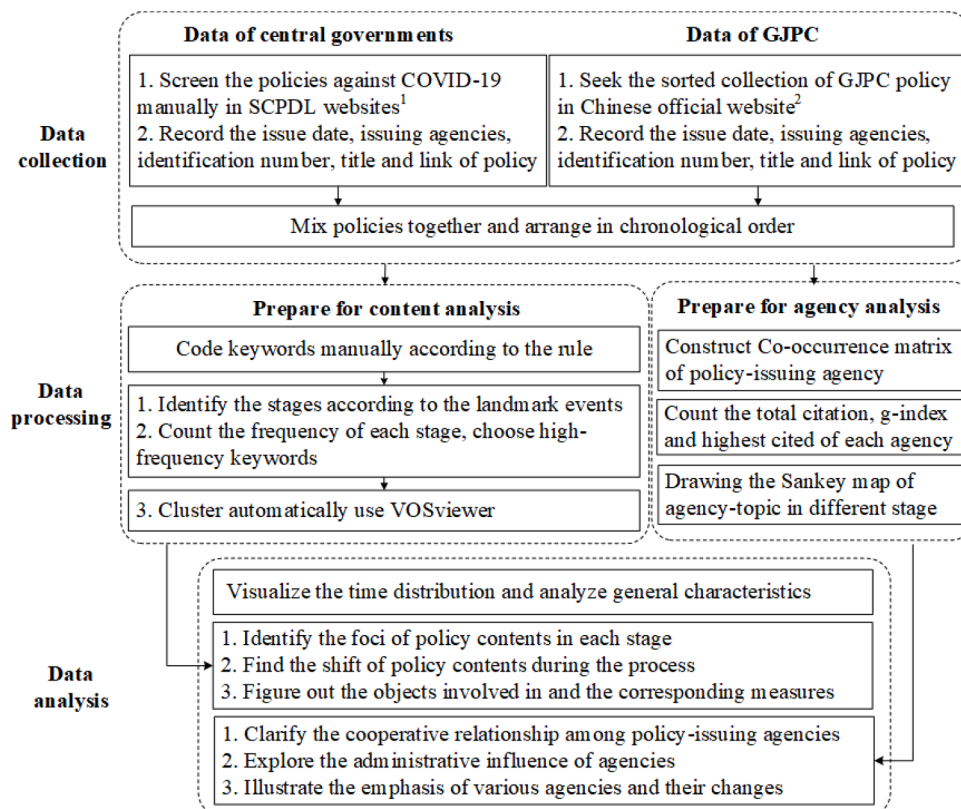 Data of central governments
Data of GJPC
1. Screen the policies against COVID-19
manually in SCPDL websites¹
2. Record the issue date, issuing agencies,
identification number, title and link of policy
1. Seek the sorted collection of GJPC policy
in Chinese official website²
2. Record the issue date, issuing agencies,
identification number, title and link of policy
Data
collection
Mix policies together and arrange in chronological order
Prepare for content analysis
Code keywords manually according to the rule
1. Identify the stages according to the landmark events
2. Count the frequency of each stage, choose high-
frequency keywords
3. Cluster automatically use VOSviewer
Prepare for agency analysis
Construct Co-occurrence matrix
of policy-issuing agency
Count the total citation, g-index
and highest cited of each agency
Drawing the Sankey map of
agency-topic in different stage
Data
processing
Visualize the time distribution and analyze general characteristics
1. Identify the foci of policy contents in each stage
2. Find the shift of policy contents during the process
3. Figure out the objects involved in and the corresponding measures
Data
analysis
1. Clarify the cooperative relationship among policy-issuing agencies
2. Explore the administrative influence of agencies
3. Illustrate the emphasis of various agencies and their changes